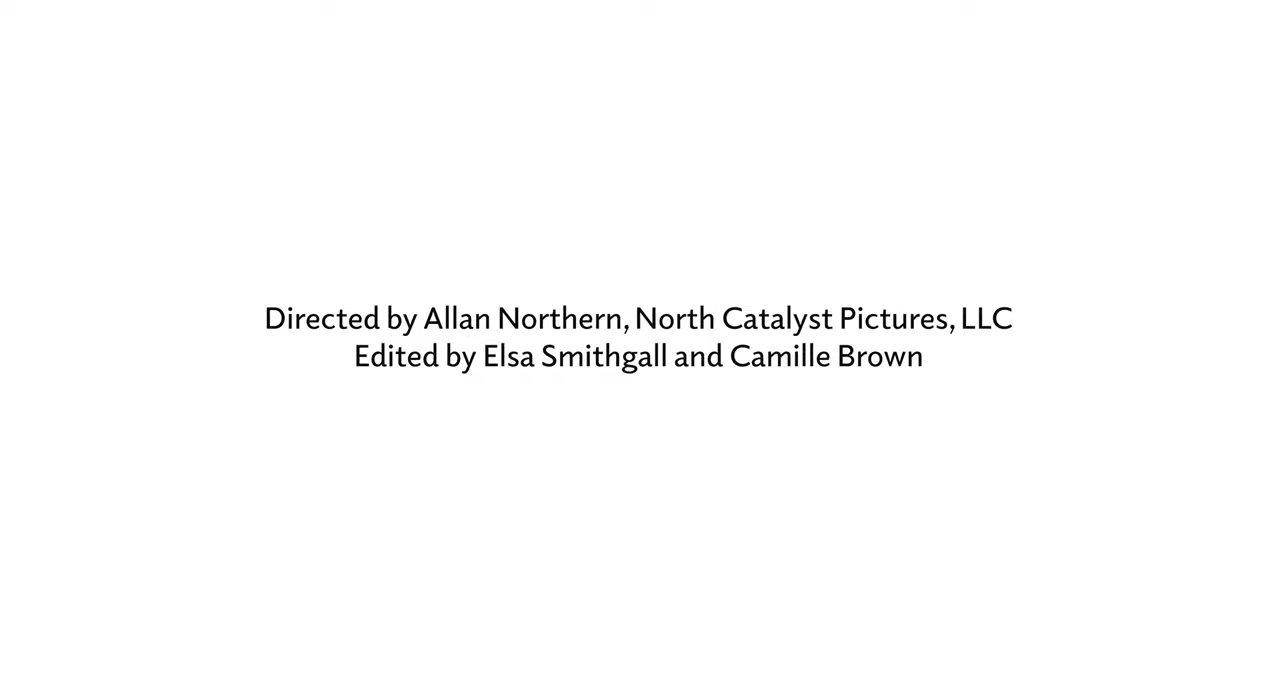 Directed by Allan Northern, North Catalyst Pictures, LLC
Edited by Elsa Smithgall and Camille Brown